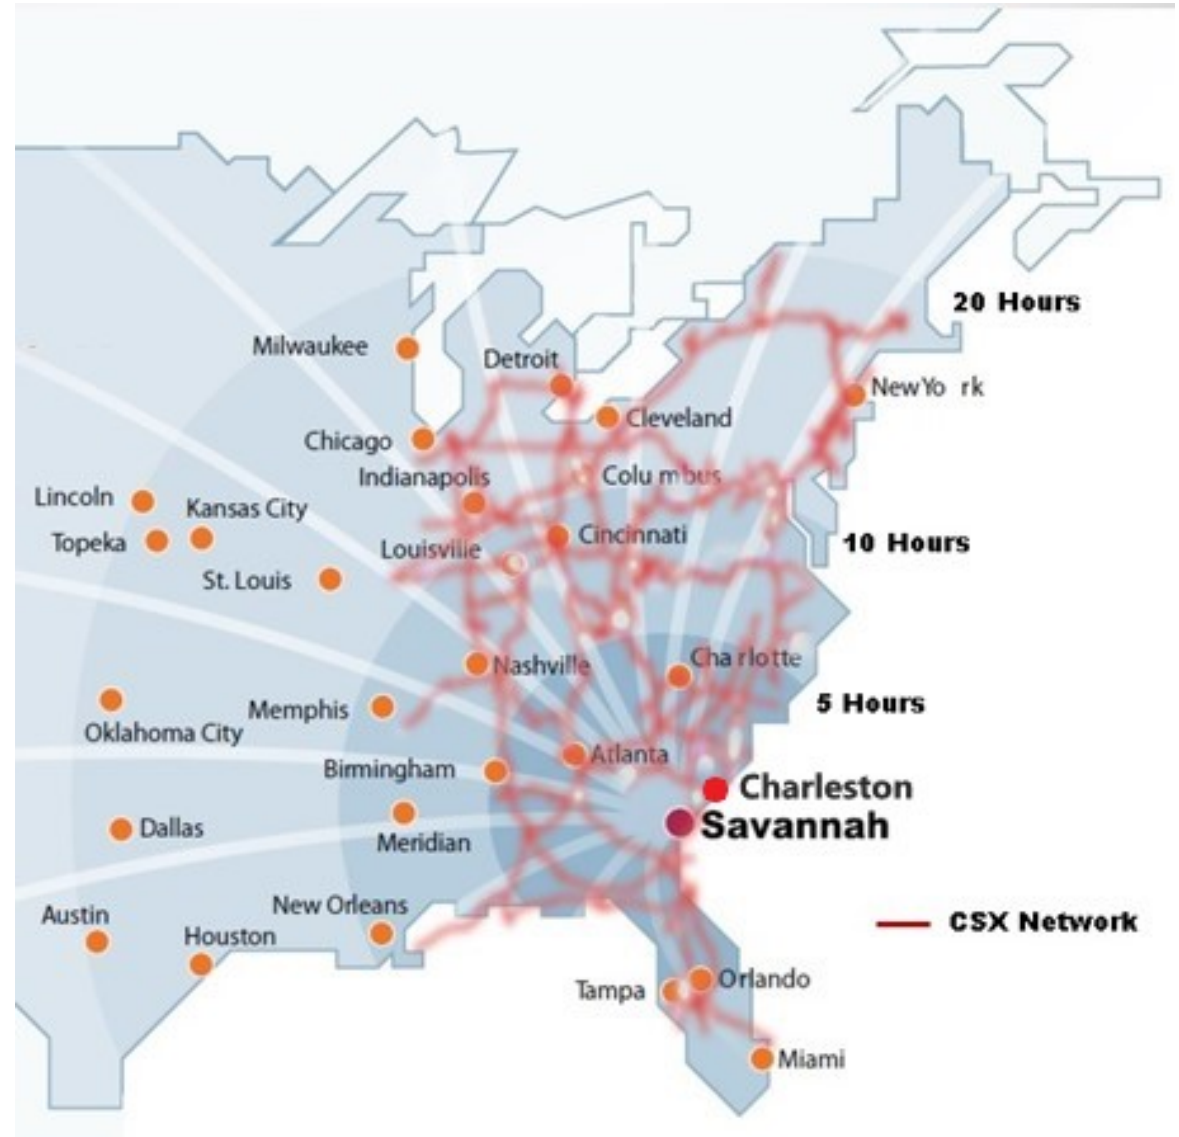 20 Hours
Milwaukee
Detroit
NewYo rk
Cleveland
Chicago
Indianapolis
Colu mbus
Lincoln
Kansas City
Topeka
Cincinnati
10 Hours
Louisville
St. Louis
Nashville
Cha rlotte
5 Hours
Memphis
Oklahoma City
Atlanta
Birmingham
Charleston
Savannah
Dallas
Meridian
New Orleans
Austin
CSX Network
Houston
Orlando
Tampa
Miami